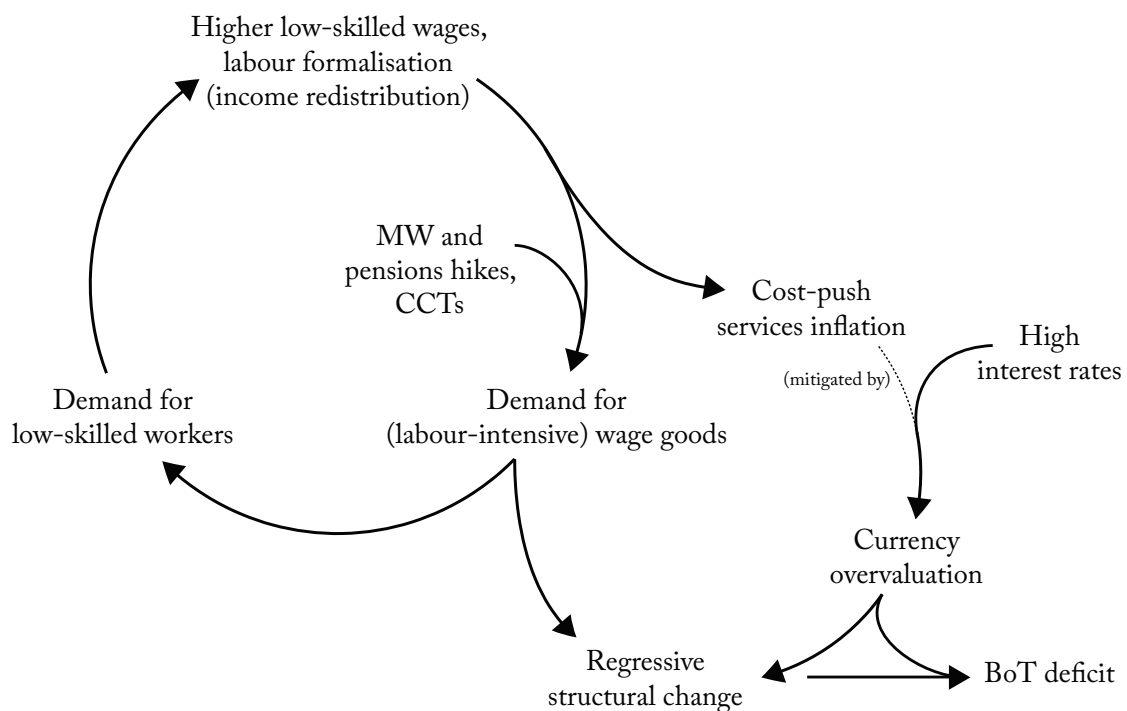 Higher low-skilled wages,
labour formalisation
(income redistribution)
MW and
pensions hikes,
CCTs
Cost-push
services inflation
High
interest rates
(mitigated by)
Demand for
low-skilled workers
Demand for
(labour-intensive) wage goods
Currency
overvaluation
Regressive
structural change
BoT deficit